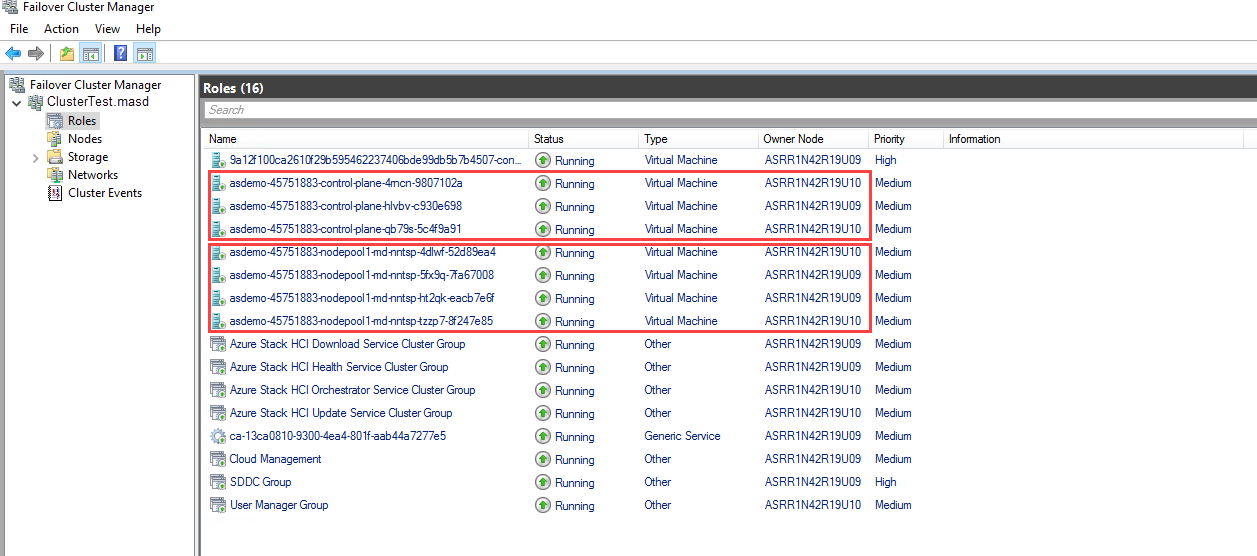 Failover Cluster Manager
File Action View Help
Failover Cluster Manager
ClusterTest.masd
Roles
Nodes
Storage
Networks
Cluster Events
Roles (16)
Search
Name Status Type Owner Node Priority Information
9a12f100ca2610f29b595462237406bde99db5b7b4507-con... Running Virtual Machine ASRR1N42R19U09 High
asdemo-45751883-control-plane-4mcn-9807102a Running Virtual Machine ASRR1N42R19U10 Medium
asdemo-45751883-control-plane-hlvbv-c930e698 Running Virtual Machine ASRR1N42R19U09 Medium
asdemo-45751883-control-plane-qb79s-5c4f9a91 Running Virtual Machine ASRR1N42R19U10 Medium
asdemo-45751883-nodepool1-md-nntsp-4dlwf-52d89ea4 Running Virtual Machine ASRR1N42R19U10 Medium
asdemo-45751883-nodepool1-md-nntsp-5fx9q-7fa67008 Running Virtual Machine ASRR1N42R19U09 Medium
asdemo-45751883-nodepool1-md-nntsp-ht2qk-eacb7e6f Running Virtual Machine ASRR1N42R19U09 Medium
asdemo-45751883-nodepool1-md-nntsp-tzzp7-8f247e85 Running Virtual Machine ASRR1N42R19U10 Medium
Azure Stack HCI Download Service Cluster Group Running Other ASRR1N42R19U09 Medium
Azure Stack HCI Health Service Cluster Group Running Other ASRR1N42R19U09 Medium
Azure Stack HCI Orchestrator Service Cluster Group Running Other ASRR1N42R19U10 Medium
Azure Stack HCI Update Service Cluster Group Running Other ASRR1N42R19U10 Medium
ca-13ca0810-9300-4ea4-801f-aab44a7277e5 Running Generic Service ASRR1N42R19U09 Medium
Cloud Management Running Other ASRR1N42R19U09 Medium
SDDC Group Running Other ASRR1N42R19U09 High
User Manager Group Running Other ASRR1N42R19U10 Medium